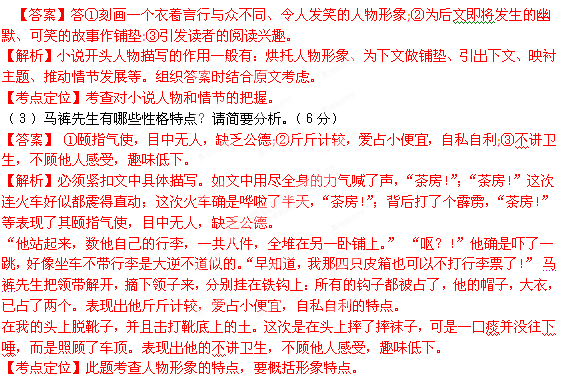 【答案】答①刻画一个衣着言行与众不同、令人发笑的人物形象;②为后文即将发生的幽
默、可笑的故事作铺垫:③引发读者的阅读兴趣。
【解析】小说开头人物描写的作用一般有：烘托人物形象、为下文做铺垫、引出下文、映衬
主题、推动情节发展等。组织答案时结合原文考虑。
【考点定位】考查对小说人物和情节的把握。
（3）马裤先生有哪些性格特点？请简要分析。（6分）
【答案】 ①颐指气使，目中无人，缺乏公德;②斤斤计较，爱占小便宜，自私自利;③不讲卫
生，不顾他人感受，趣味低下。
【解析】必须紧扣文中具体描写。如文中用尽全身的力气喊了声，“茶房！”；“茶房！”这次
连火车好似都震得直动；这次火车确是哗啦了半天，“茶房！”；背后打了个霹雳，“茶房！”
等表现了其颐指气使，目中无人，缺乏公德。
“他站起来，数他自己的行李，一共八件，全堆在另一卧铺上。” “呕？！”他确是吓了一
跳，好像坐车不带行李是大逆不道似的。“早知道，我那四只皮箱也可以不打行李票了！” 马
裤先生把领带解开，摘下领子来，分别挂在铁钩上：所有的钩子都被占了，他的帽子，大衣，
已占了两个。表现出他斤斤计较，爱占小便宜，自私自利的特点。
在我的头上脱靴子，并且击打靴底上的土。这次是在头上摔了摔袜子，可是一口痰并没往下
唾，而是照顾了车顶。表现出他的不讲卫生，不顾他人感受，趣味低下。
【考点定位】此题考查人物形象的特点，要概括形象特点。